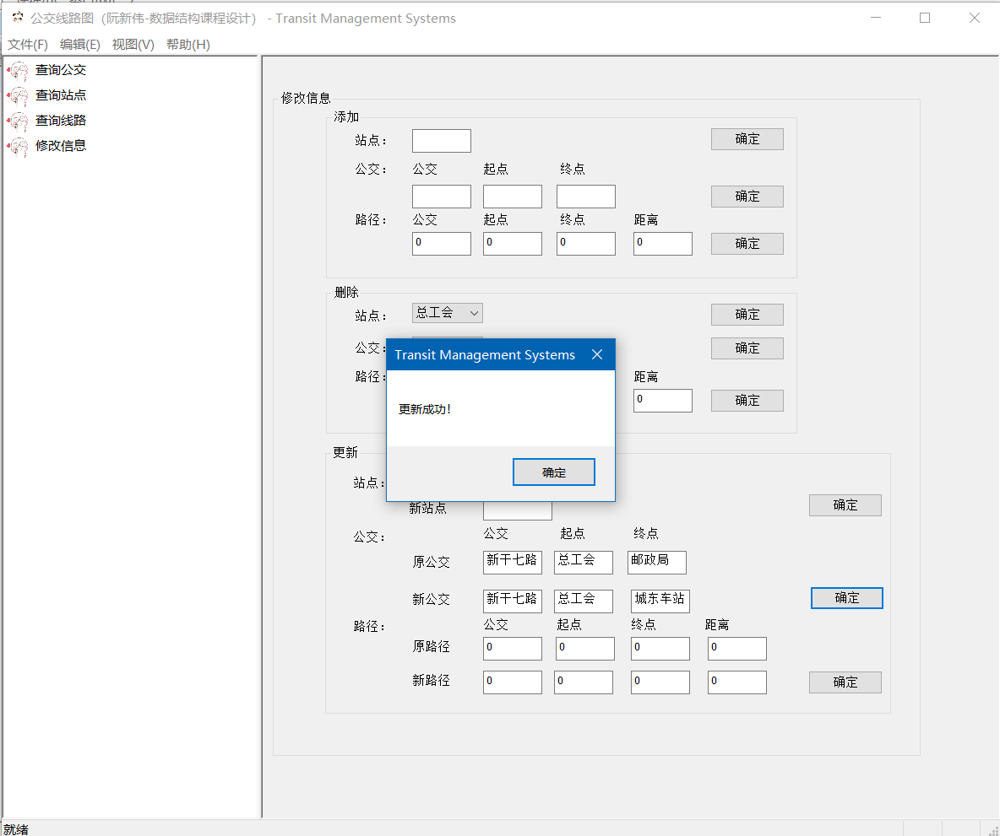 公交线路图（阮新伟-数据结构课程设计） - Transit Management Systems
文件(F) 编辑(E) 视图(V) 帮助(H)
查询公交
查询站点
查询线路
修改信息
修改信息
添加
站点： 确定
公交： 公交 起点 终点
确定
路径： 公交 起点 终点 距离
0 0 0 0 确定
删除
站点： 总工会 确定
公交： 确定
路径： 距离
0 确定
Transit Management Systems
更新成功!
确定
更新
站点：
新站点 确定
公交： 公交 起点 终点
原公交 新干七路 总工会 邮政局
新公交 新干七路 总工会 城东车站 确定
路径： 公交 起点 终点 距离
原路径 0 0 0 0
新路径 0 0 0 0 确定
就绪